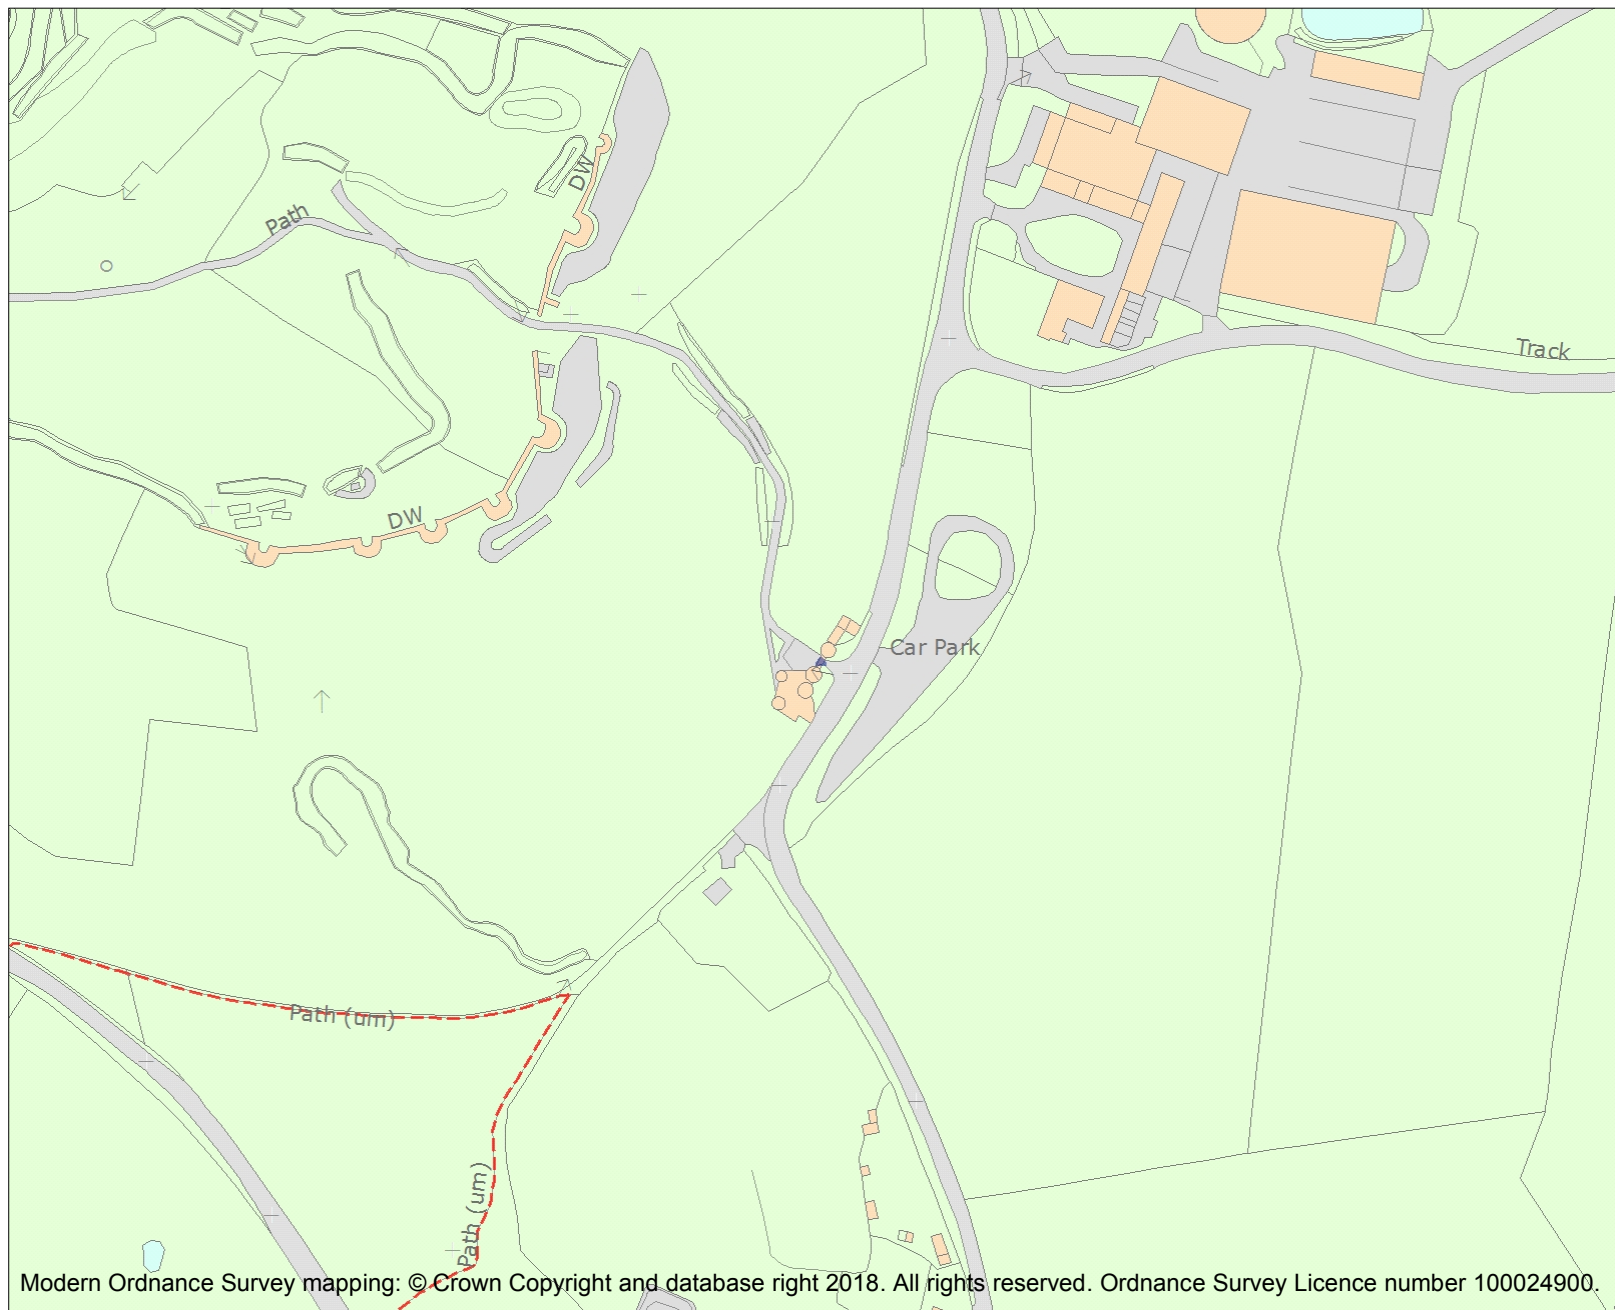 DW
Path
Track
DW
Car Park
Path (um)
Path (um)
Modern Ordnance Survey mapping: © Crown Copyright and database right 2018. All rights reserved. Ordnance Survey Licence number 100024900.